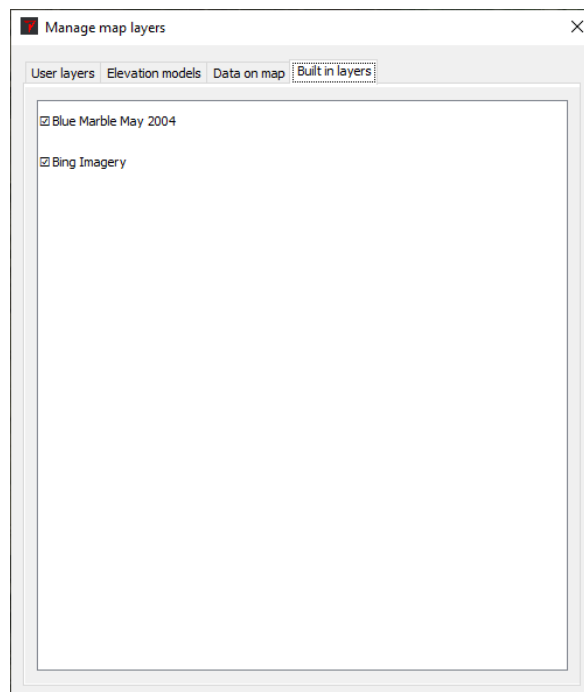 Manage map layers
User layers Elevation models Data on map Built in layers
Blue Marble May 2004
Bing Imagery